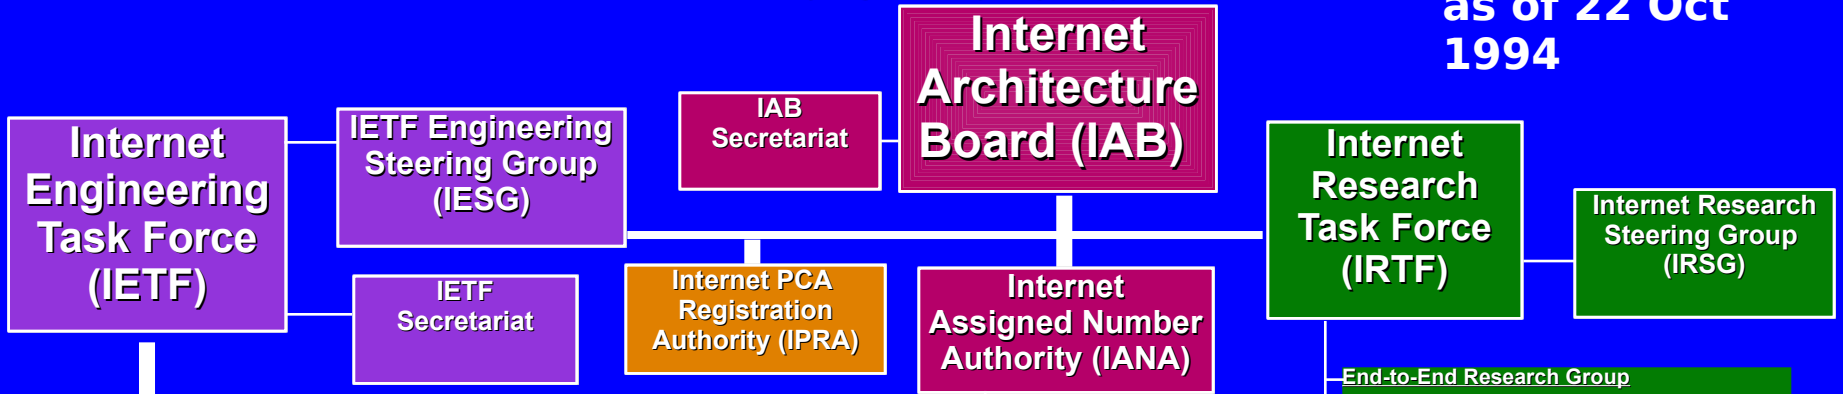 as of 22 Oct
1994
Internet
Architecture
Board (IAB)
IAB
Secretariat
Internet
Engineering
Task Force
(IETF)
IETF Engineering
Steering Group
(IESG)
IETF
Secretariat
Internet PCA
Registration
Authority (IPRA)
Internet
Assigned Number
Authority (IANA)
Internet
Research
Task Force
(IRTF)
Internet Research
Steering Group
(IRSG)
End-to-End Research Group